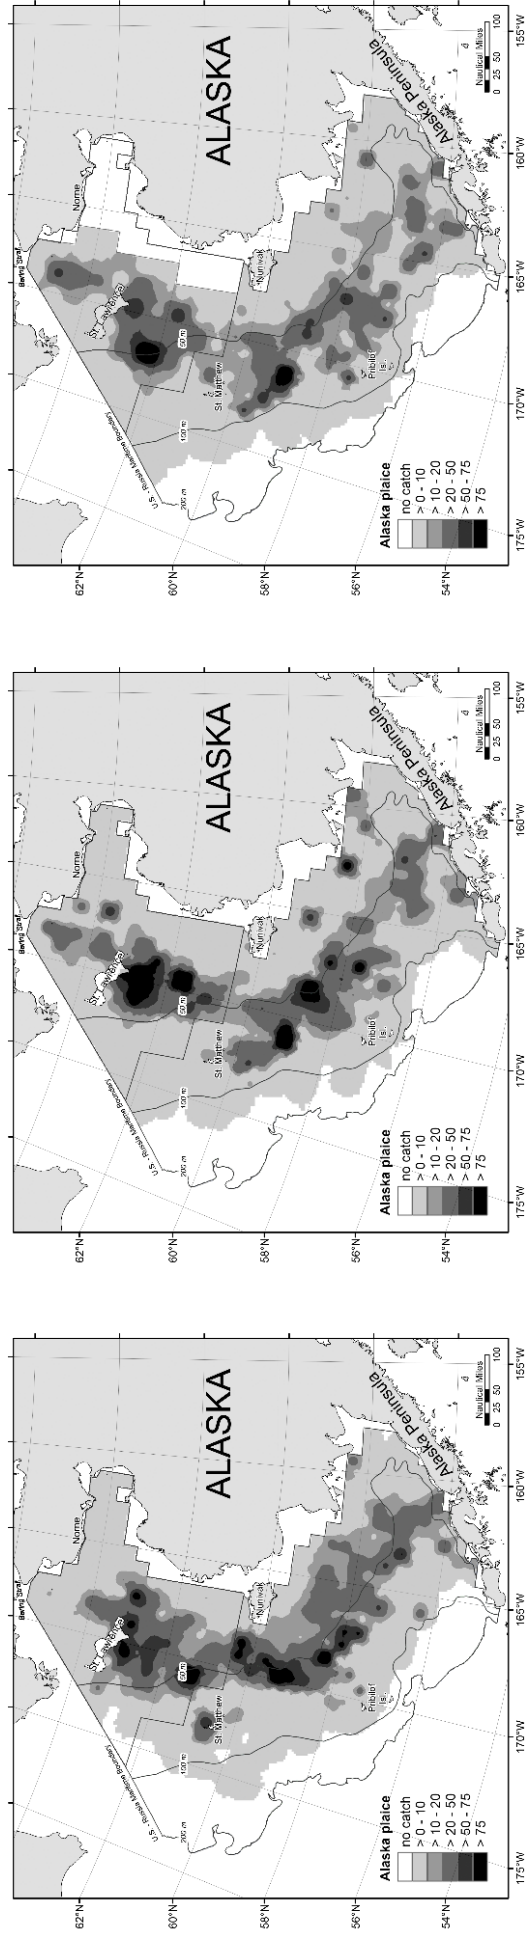 Bering Strait
Nome
62°N
St. Lawrence
U.S. - Russia Maritime Boundary
ALASKA
60°N
50 m
100 m
200 m
St. Matthew
Nunivak
58°N
Pribilof
Isl.
Alaska Peninsula
56°N
54°N
Alaska plaice
no catch
> 0 - 10
> 10 - 20
> 20 - 50
> 50 - 75
> 75
Nautical Miles
0 25 50 100
175°W 170°W 165°W 160°W 155°W
Bering Strait
Nome
62°N
St. Lawrence
U.S. - Russia Maritime Boundary
ALASKA
60°N
50 m
100 m
200 m
St. Matthew
Nunivak
58°N
Pribilof
Isl.
Alaska Peninsula
56°N
54°N
Alaska plaice
no catch
> 0 - 10
> 10 - 20
> 20 - 50
> 50 - 75
> 75
Nautical Miles
0 25 50 100
175°W 170°W 165°W 160°W 155°W
Bering Strait
Nome
62°N
St. Lawrence
U.S. - Russia Maritime Boundary
ALASKA
60°N
50 m
100 m
200 m
St. Matthew
Nunivak
58°N
Pribilof
Isl.
Alaska Peninsula
56°N
54°N
Alaska plaice
no catch
> 0 - 10
> 10 - 20
> 20 - 50
> 50 - 75
> 75
Nautical Miles
0 25 50 100
175°W 170°W 165°W 160°W 155°W